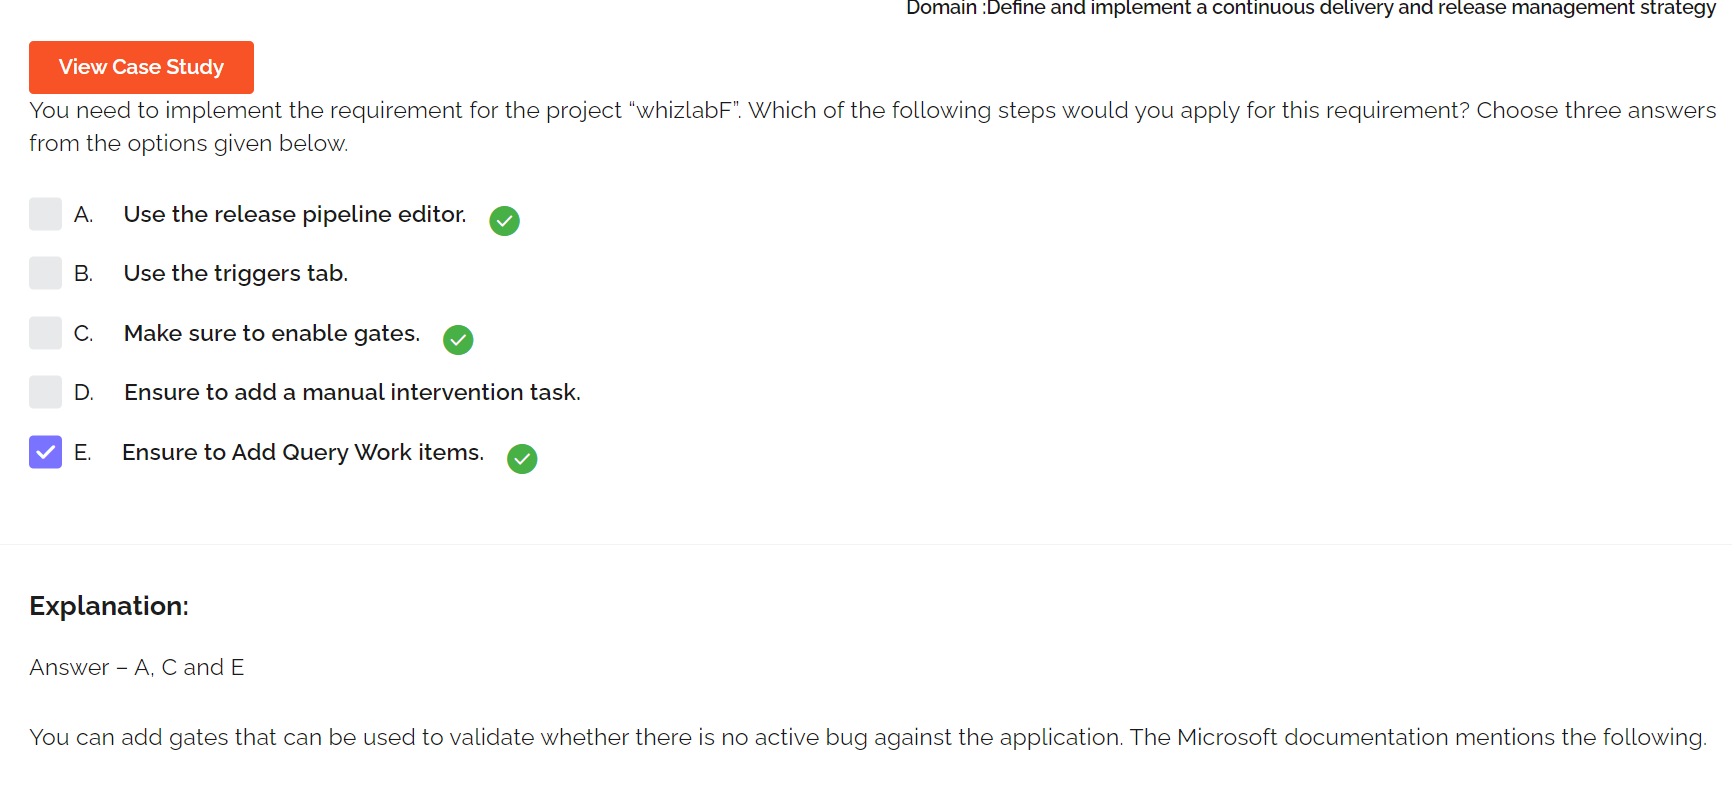 Domain :Define and implement a continuous delivery and release management strategy
View Case Study
You need to implement the requirement for the project “whizlabF”. Which of the following steps would you apply for this requirement? Choose three answers
from the options given below.
A. Use the release pipeline editor.
B. Use the triggers tab.
C. Make sure to enable gates.
D. Ensure to add a manual intervention task.
E. Ensure to Add Query Work items.
Explanation:
Answer – A, C and E
You can add gates that can be used to validate whether there is no active bug against the application. The Microsoft documentation mentions the following.